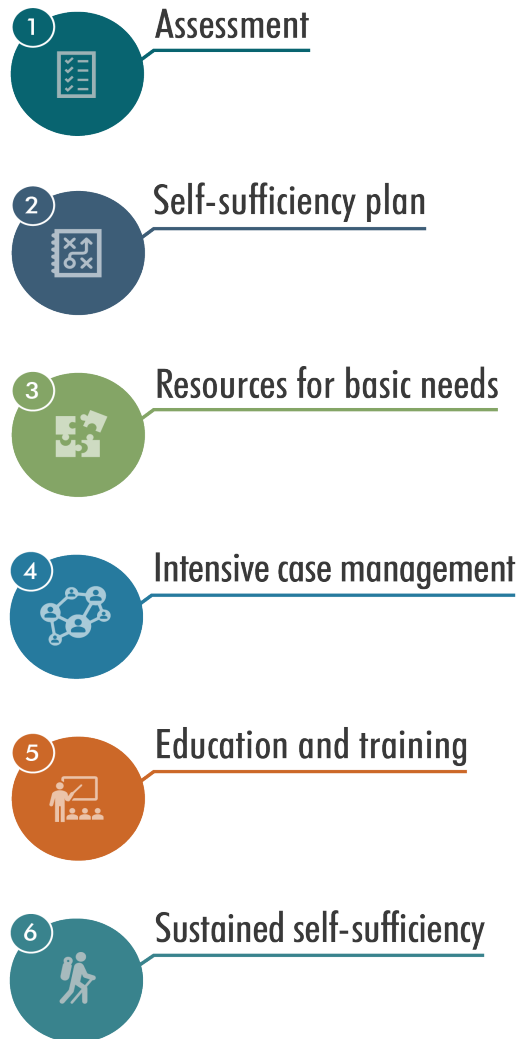 1
Assessment
2
Self-sufficiency plan
3
Resources for basic needs
4
Intensive case management
5
Education and training
6
Sustained self-sufficiency